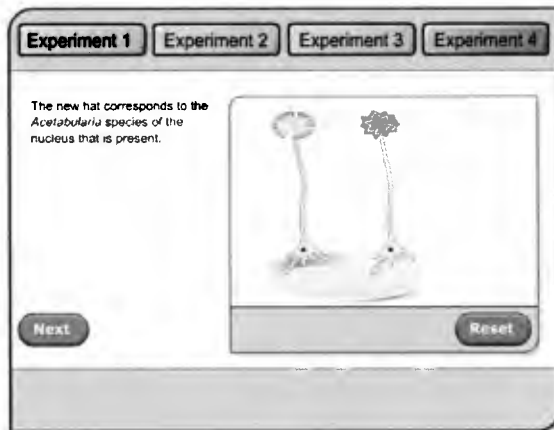 Experiment 1 Experiment 2 Experiment 3 Experiment 4
The new hat corresponds to the
Acetabularia species of the
nucleus that is present.
Next
Reset